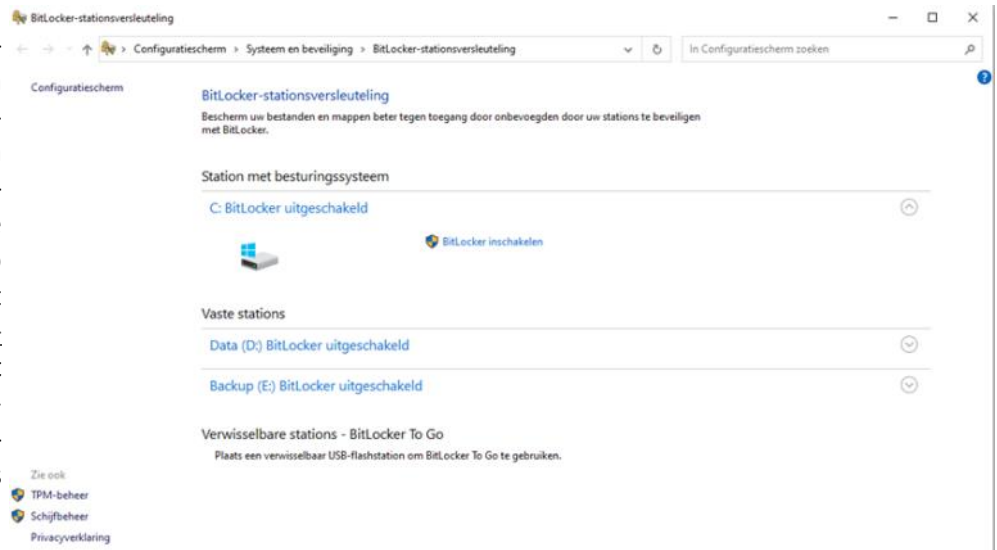 BitLocker-stationsversleuteling
Configuratiescherm > Systeem en beveiliging > BitLocker-stationsversleuteling
In Configuratiescherm zoeken
Configuratiescherm
BitLocker-stationsversleuteling
Bescherm uw bestanden en mappen beter tegen toegang door onbevoegden door uw stations te beveiligen
met BitLocker.
Station met besturingssysteem
C: BitLocker uitgeschakeld
BitLocker inschakelen
Vaste stations
Data (D:) BitLocker uitgeschakeld
Backup (E:) BitLocker uitgeschakeld
Verwisselbare stations - BitLocker To Go
Plaats een verwisselbaar USB-flashstation om BitLocker To Go te gebruiken.
Zie ook
TPM-beheer
Schijfbeheer
Privacyverklaring